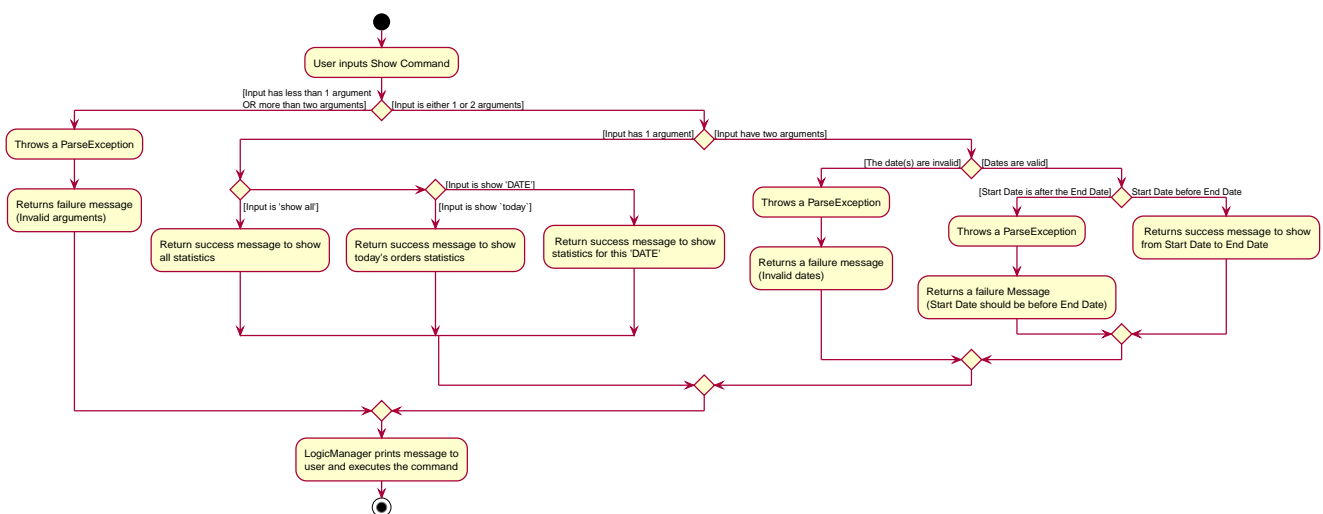 User inputs Show Command
[Input has less than 1 argument
OR more than two arguments]
[Input is either 1 or 2 arguments]
Throws a ParseException
Returns failure message
(Invalid arguments)
[Input has 1 argument]
[Input have two arguments]
[Input is 'show all']
[Input is show 'DATE']
[Input is show `today`]
Return success message to show
all statistics
Return success message to show
today's orders statistics
Return success message to show
statistics for this 'DATE'
[The date(s) are invalid]
[Dates are valid]
Throws a ParseException
Returns a failure message
(Invalid dates)
[Start Date is after the End Date]
Start Date before End Date
Throws a ParseException
Returns a failure Message
(Start Date should be before End Date)
Returns success message to show
from Start Date to End Date
LogicManager prints message to
user and executes the command